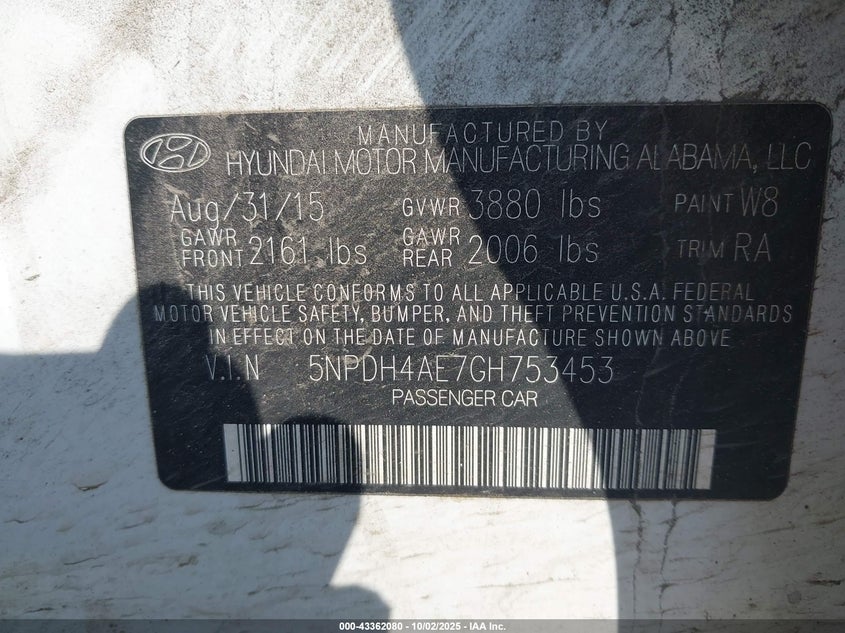 MANUFACTURED BY
HYUNDAI MOTOR MANUFACTURING ALABAMA, LLC
Aug/31/15 GVWR 3880 lbs PAINT W8
GAWR FRONT 2161 lbs GAWR REAR 2006 lbs TRIM RA
THIS VEHICLE CONFORMS TO ALL APPLICABLE U.S.A. FEDERAL
MOTOR VEHICLE SAFETY, BUMPER, AND THEFT PREVENTION STANDARDS
IN EFFECT ON THE DATE OF MANUFACTURE SHOWN ABOVE
V.I.N 5NPDH4AE7GH753453
PASSENGER CAR
000-43362080 - 10/02/2025 - IAA Inc.